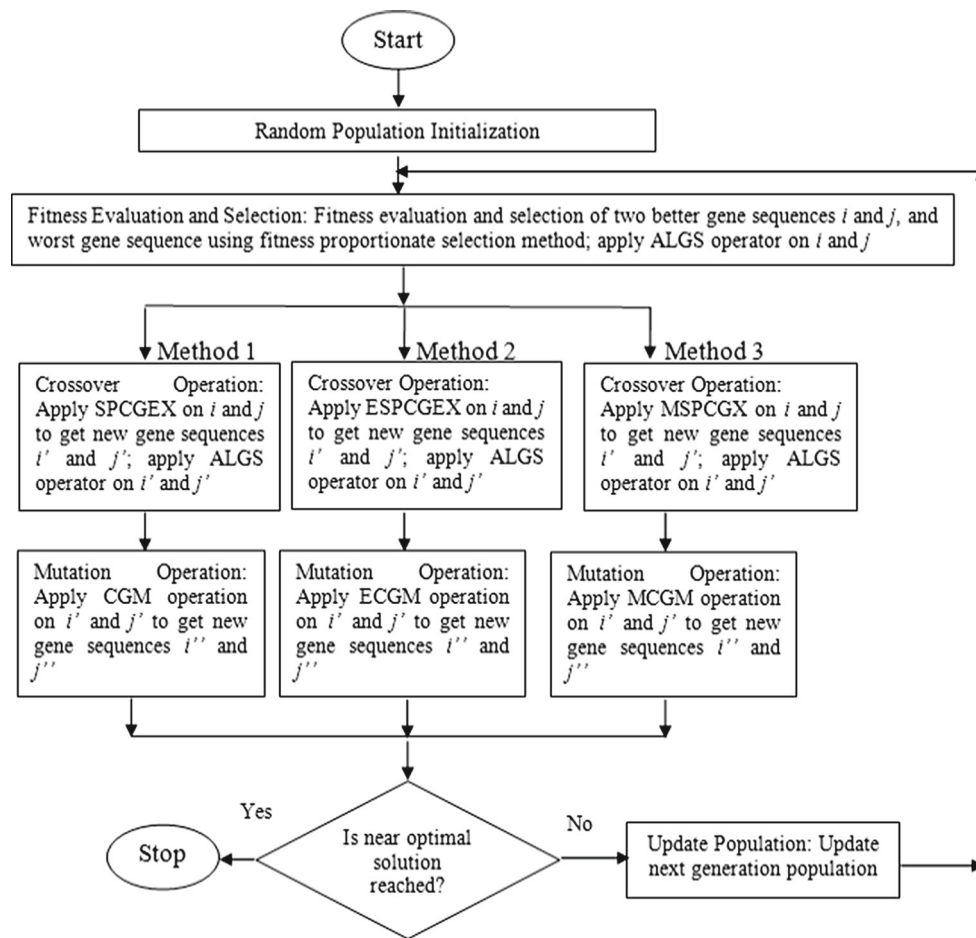 Start
Random Population Initialization
Fitness Evaluation and Selection: Fitness evaluation and selection of two better gene sequences i and j, and
worst gene sequence using fitness proportionate selection method; apply ALGS operator on i and j
Method 1
Crossover Operation:
Apply SPCGEX on i and j
to get new gene sequences
i' and j'; apply ALGS
operator on i' and j'
Mutation Operation:
Apply CGM operation
on i' and j' to get new
gene sequences i'' and
j''
Method 2
Crossover Operation:
Apply ESPCGEX on i and j
to get new gene sequences
i' and j'; apply ALGS
operator on i' and j'
Mutation Operation:
Apply ECGM operation
on i' and j' to get new
gene sequences i'' and
j''
Method 3
Crossover Operation:
Apply MSPCGX on i and j
to get new gene sequences
i' and j'; apply ALGS
operator on i' and j'
Mutation Operation:
Apply MCGM operation
on i' and j' to get new
gene sequences i'' and
j''
Is near optimal
solution
reached?
Yes
Stop
No
Update Population: Update
next generation population